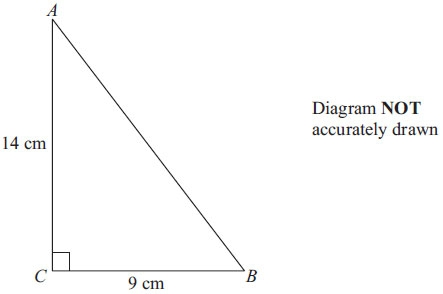 A
Diagram NOT
accurately drawn
14 cm
C
9 cm
B